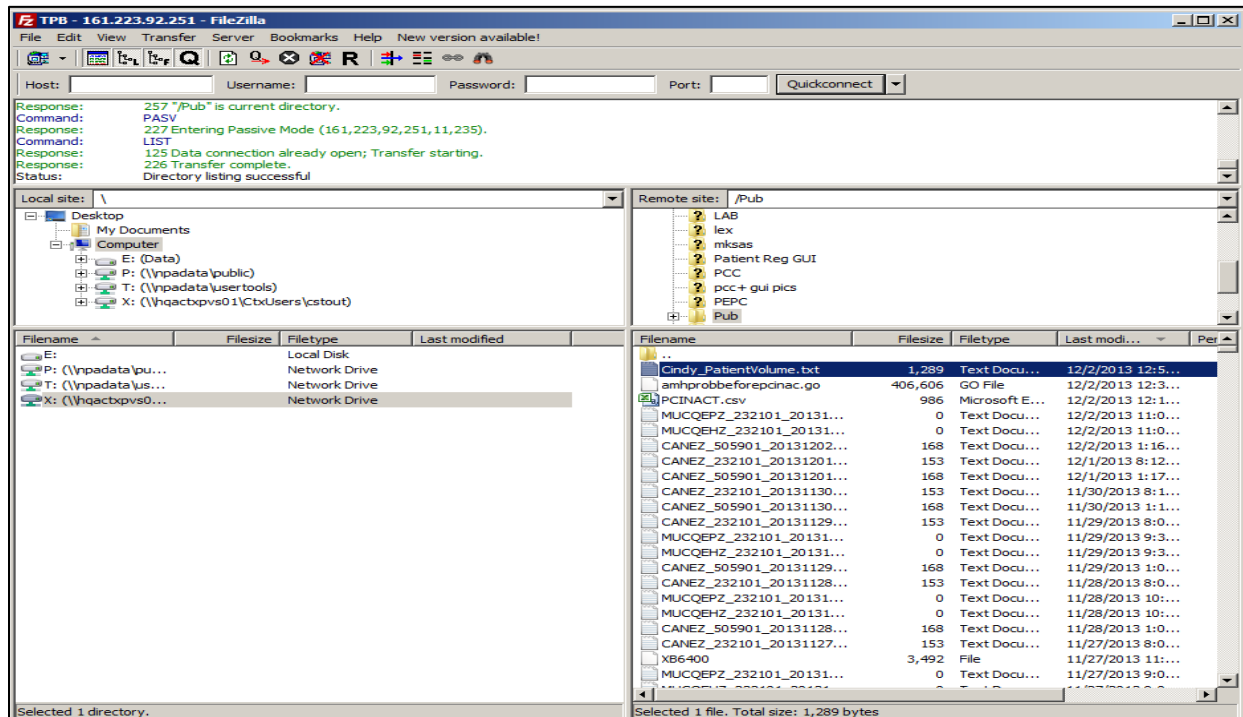 TPB - 161.223.92.251 - FileZilla
File Edit View Transfer Server Bookmarks Help New version available!
Host: Username: Password: Port: Quickconnect
Response: 257 "/Pub" is current directory.
Command: PASV
Response: 227 Entering Passive Mode (161,223,92,251,11,235).
Command: LIST
Response: 125 Data connection already open; Transfer starting.
Response: 226 Transfer complete.
Status: Directory listing successful
Local site: \
Desktop
My Documents
Computer
E: (Data)
P: (\\npadata\public)
T: (\\npadata\usertools)
X: (\\hqactxpvs01\CtxUsers\cstout)
Filename Filesize Filetype Last modified
E: Local Disk
P: (\\npadata\pu... Network Drive
T: (\\npadata\us... Network Drive
X: (\\hqactxpvs0... Network Drive
Selected 1 directory.
Remote site: /Pub
LAB
lex
mksas
Patient Reg GUI
PCC
pcc+ gui pics
PEPC
Pub
Filename Filesize Filetype Last modi... Per
..
Cindy_PatientVolume.txt 1,289 Text Docu... 12/2/2013 12:5...
amhprobbeforepcinac.go 406,606 GO File 12/2/2013 12:3...
PCINACT.csv 986 Microsoft E... 12/2/2013 12:1...
MUCQEPZ_232101_20131... 0 Text Docu... 12/2/2013 11:0...
MUCQEHZ_232101_20131... 0 Text Docu... 12/2/2013 11:0...
CANEZ_505901_20131202... 168 Text Docu... 12/2/2013 1:16...
CANEZ_232101_20131201... 153 Text Docu... 12/1/2013 8:12...
CANEZ_505901_20131201... 168 Text Docu... 12/1/2013 1:17...
CANEZ_232101_20131130... 153 Text Docu... 11/30/2013 8:1...
CANEZ_505901_20131130... 168 Text Docu... 11/30/2013 1:1...
CANEZ_232101_20131129... 153 Text Docu... 11/29/2013 8:0...
MUCQEPZ_232101_20131... 0 Text Docu... 11/29/2013 9:3...
MUCQEHZ_232101_20131... 0 Text Docu... 11/29/2013 9:3...
CANEZ_505901_20131129... 168 Text Docu... 11/29/2013 1:0...
CANEZ_232101_20131128... 153 Text Docu... 11/28/2013 8:0...
MUCQEPZ_232101_20131... 0 Text Docu... 11/28/2013 10:...
MUCQEHZ_232101_20131... 0 Text Docu... 11/28/2013 10:...
CANEZ_505901_20131128... 168 Text Docu... 11/28/2013 1:0...
CANEZ_232101_20131127... 153 Text Docu... 11/27/2013 8:0...
XB6400 3,492 File 11/27/2013 11:...
MUCQEPZ_232101_20131... 0 Text Docu... 11/27/2013 9:0...
Selected 1 file. Total size: 1,289 bytes